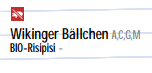 Wikinger Bällchen A,C,G,M
BIO-Risipisi -